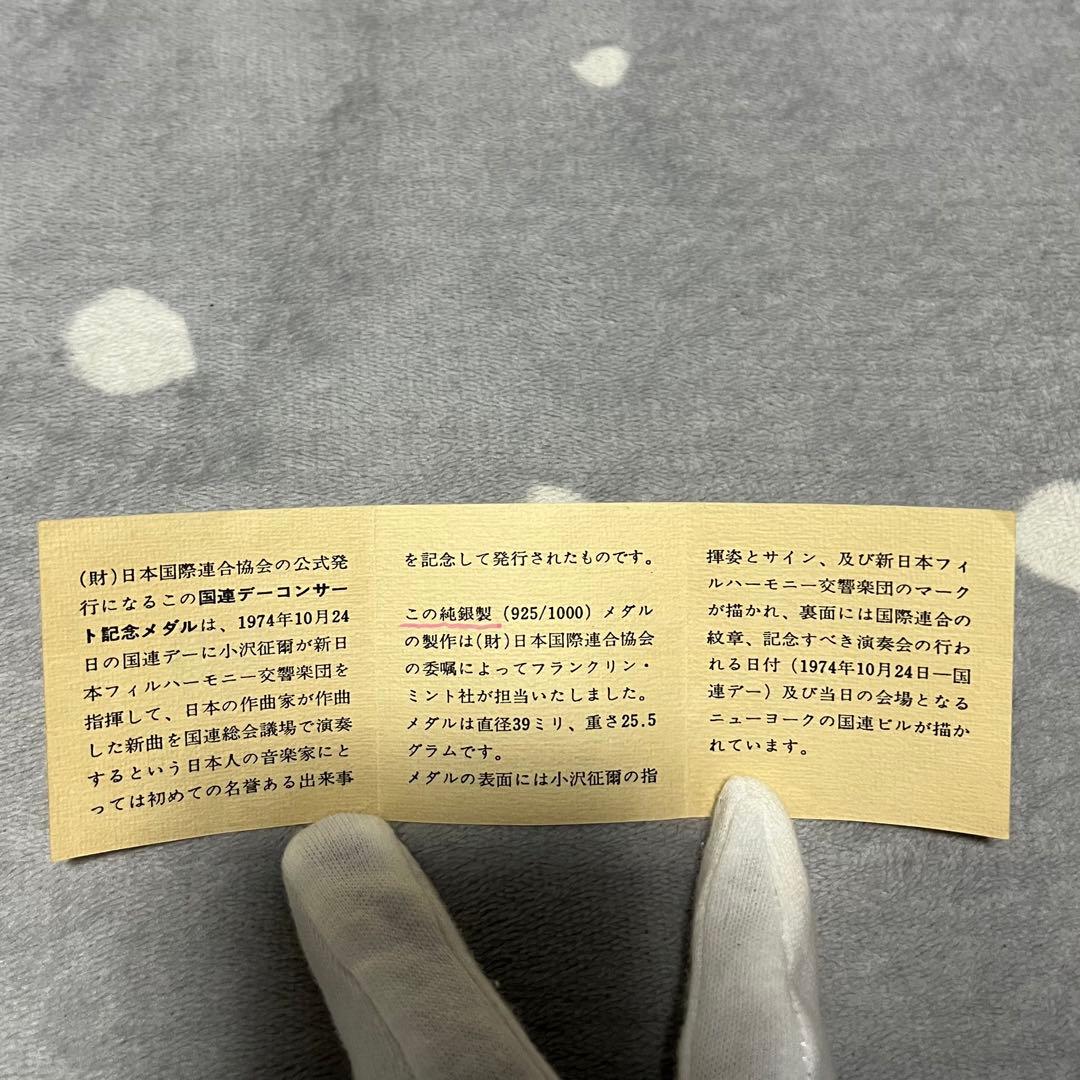 (財)日本国際連合協会の公式発
行になるこの国連デーコンサー
ト記念メダルは、1974年10月24
日の国連デーに小沢征爾が新日
本フィルハーモニー交響楽団を
指揮して、日本の作曲家が作曲
した新曲を国連総会議場で演奏
するという日本人の音楽家にと
っては初めての名誉ある出来事
を記念して発行されたものです。
この純銀製(925/1000)メダル
の製作は(財)日本国際連合協会
の委嘱によってフランクリン・
ミント社が担当いたしました。
メダルは直径39ミリ、重さ25.5
グラムです。
メダルの表面には小沢征爾の指
揮姿とサイン、及び新日本フィ
ルハーモニー交響楽団のマーク
が描かれ、裏面には国際連合の
紋章、記念すべき演奏会の行わ
れる日付(1974年10月24日―国
連デー)及び当日の会場となる
ニューヨークの国連ビルが描か
れています。